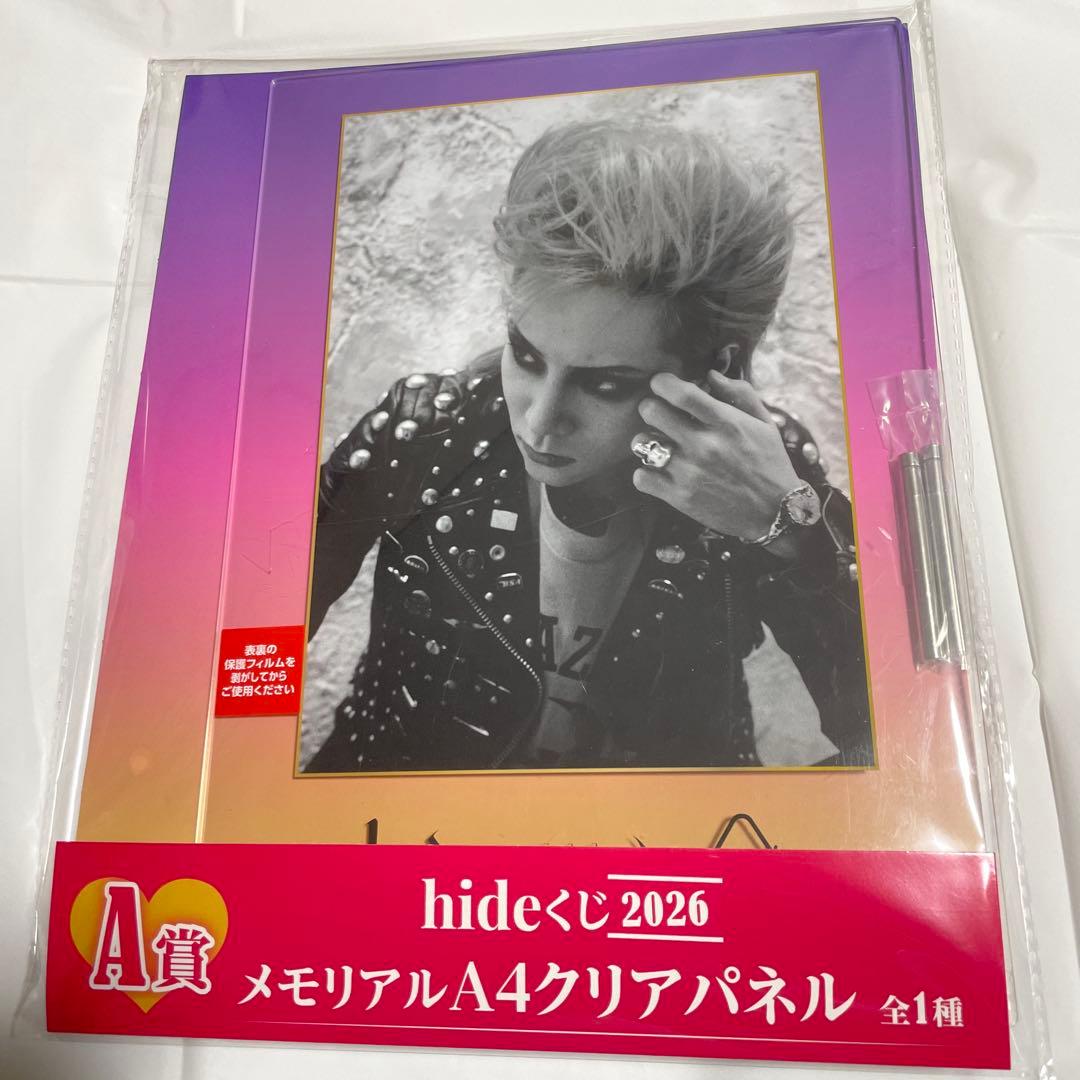 表裏の
保護フィルムを
剥がしてから
ご使用ください
A賞
hideくじ 2026
メモリアルA4クリアパネル 全1種